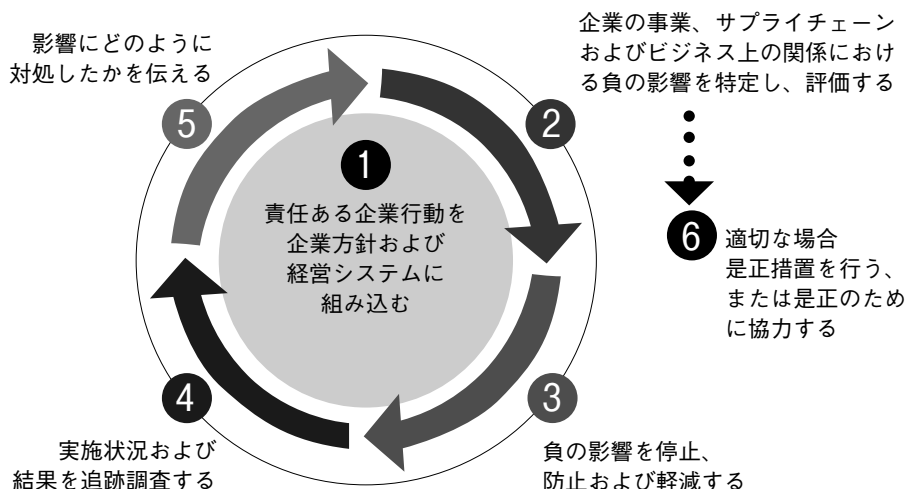 1
責任ある企業行動を
企業方針および
経営システムに
組み込む
2
企業の事業、サプライチェーン
およびビジネス上の関係におけ
る負の影響を特定し、評価する
3
負の影響を停止、
防止および軽減する
4
実施状況および
結果を追跡調査する
5
影響にどのように
対処したかを伝える
6
適切な場合
是正措置を行う、
または是正のため
に協力する